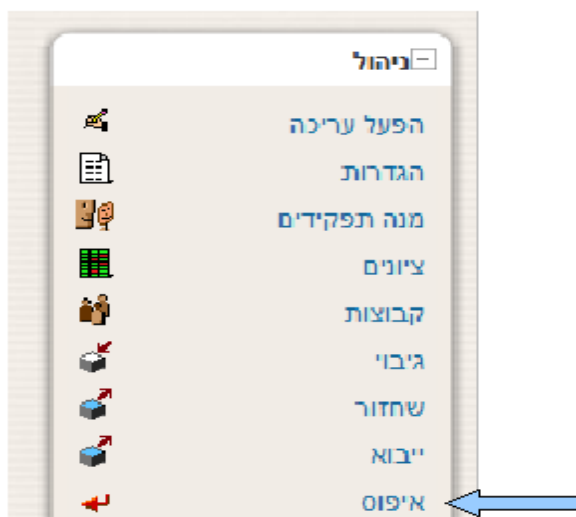 ניהול
הפעל עריכה
הגדרות
מנה תפקידים
ציונים
קבוצות
גיבוי
שחזור
ייבוא
איפוס